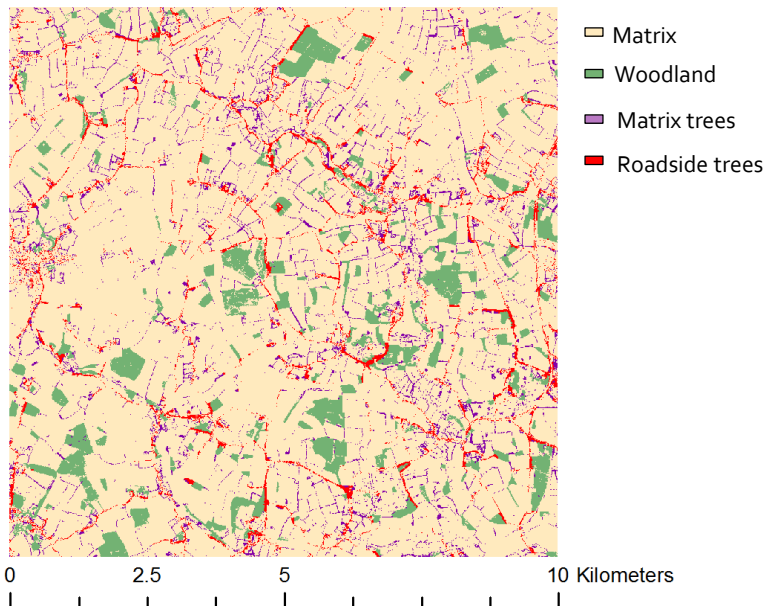 Matrix
Woodland
Matrix trees
Roadside trees
0 2.5 5 10 Kilometers